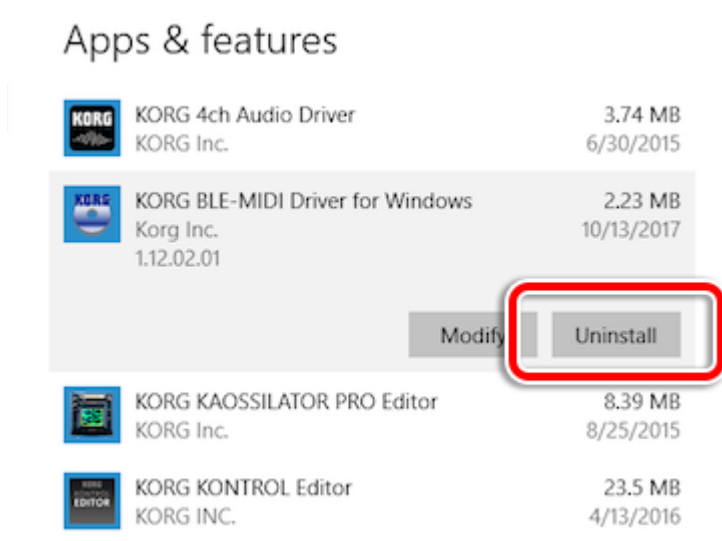 Apps & features
KORG
KORG 4ch Audio Driver 3.74 MB
KORG Inc. 6/30/2015
KORG
KORG BLE-MIDI Driver for Windows 2.23 MB
Korg Inc. 10/13/2017
1.12.02.01
Modify Uninstall
KORG KAOSSILATOR PRO Editor 8.39 MB
KORG Inc. 8/25/2015
KORG
KONTROL
EDITOR
KORG KONTROL Editor 23.5 MB
KORG INC. 4/13/2016